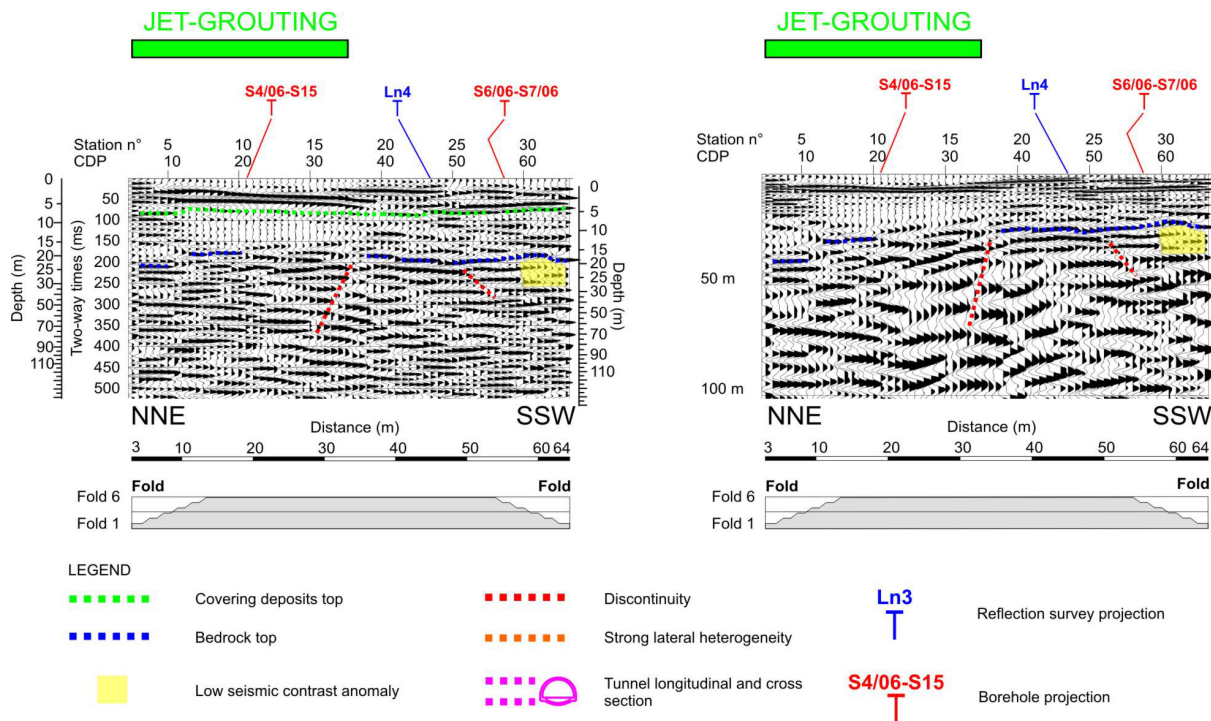 JET-GROUTING
JET-GROUTING
S4/06-S15 Ln4 S6/06-S7/06
S4/06-S15 Ln4 S6/06-S7/06
Station n° 5 10 15 20 25 30
CDP 10 20 30 40 50 60
Station n° 5 10 15 20 25 30
CDP 10 20 30 40 50 60
Depth (m)
0
5
10
15
20
25
30
50
70
90
110
Two-way times (ms)
50
100
150
200
250
300
350
400
450
500
0
5
10
15
20
25
30
50
70
90
110
Depth (m)
50 m
100 m
NNE SSW
Distance (m)
3 10 20 30 40 50 60 64
Fold Fold
Fold 6
Fold 1
NNE SSW
Distance (m)
3 10 20 30 40 50 60 64
Fold Fold
Fold 6
Fold 1
LEGEND
Covering deposits top
Bedrock top
Low seismic contrast anomaly
Discontinuity
Strong lateral heterogeneity
Tunnel longitudinal and cross
section
Ln3
Reflection survey projection
S4/06-S15
Borehole projection